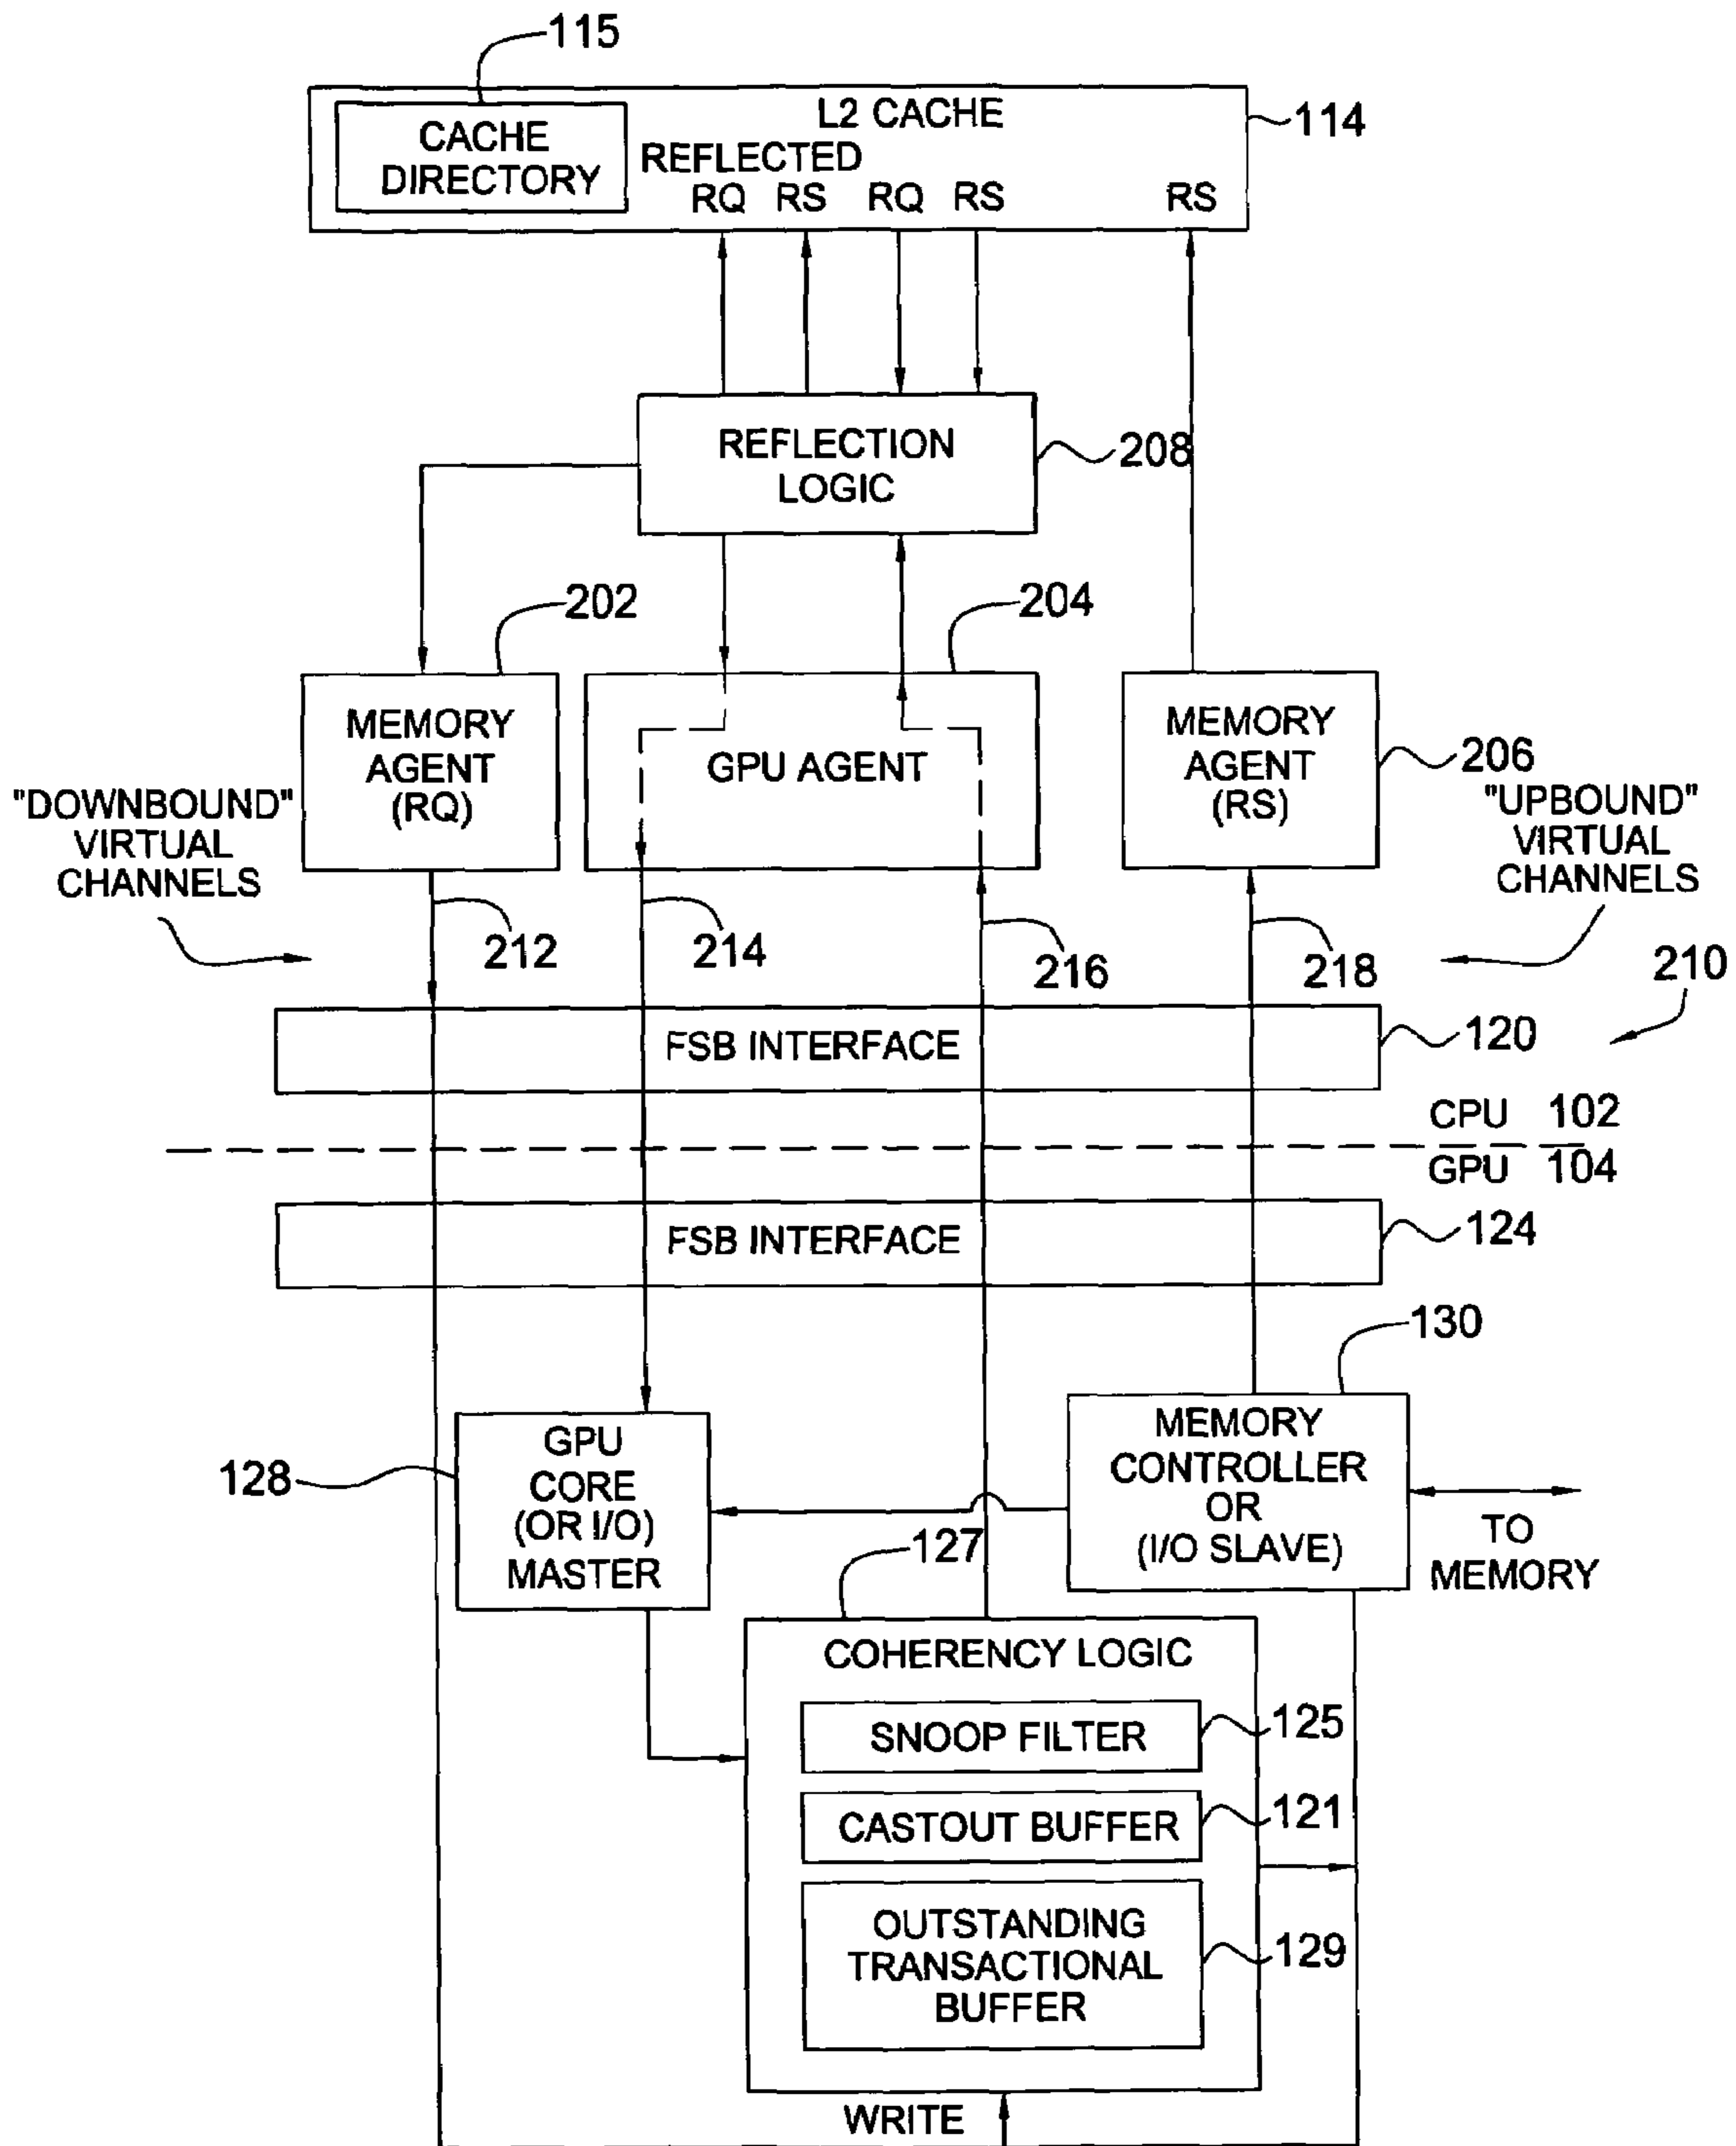 115
L2 CACHE
114
CACHE
DIRECTORY
REFLECTED
RQ RS RQ RS RS
REFLECTION
LOGIC
208
202
204
MEMORY
AGENT
(RQ)
GPU AGENT
MEMORY
AGENT
(RS)
206
"DOWNBOUND"
VIRTUAL
CHANNELS
"UPBOUND"
VIRTUAL
CHANNELS
212
214
216
218
210
FSB INTERFACE
120
CPU 102
GPU 104
FSB INTERFACE
124
130
128
GPU
CORE
(OR I/O)
MASTER
MEMORY
CONTROLLER
OR
(I/O SLAVE)
TO
MEMORY
127
COHERENCY LOGIC
SNOOP FILTER
125
CASTOUT BUFFER
121
OUTSTANDING
TRANSACTIONAL
BUFFER
129
WRITE